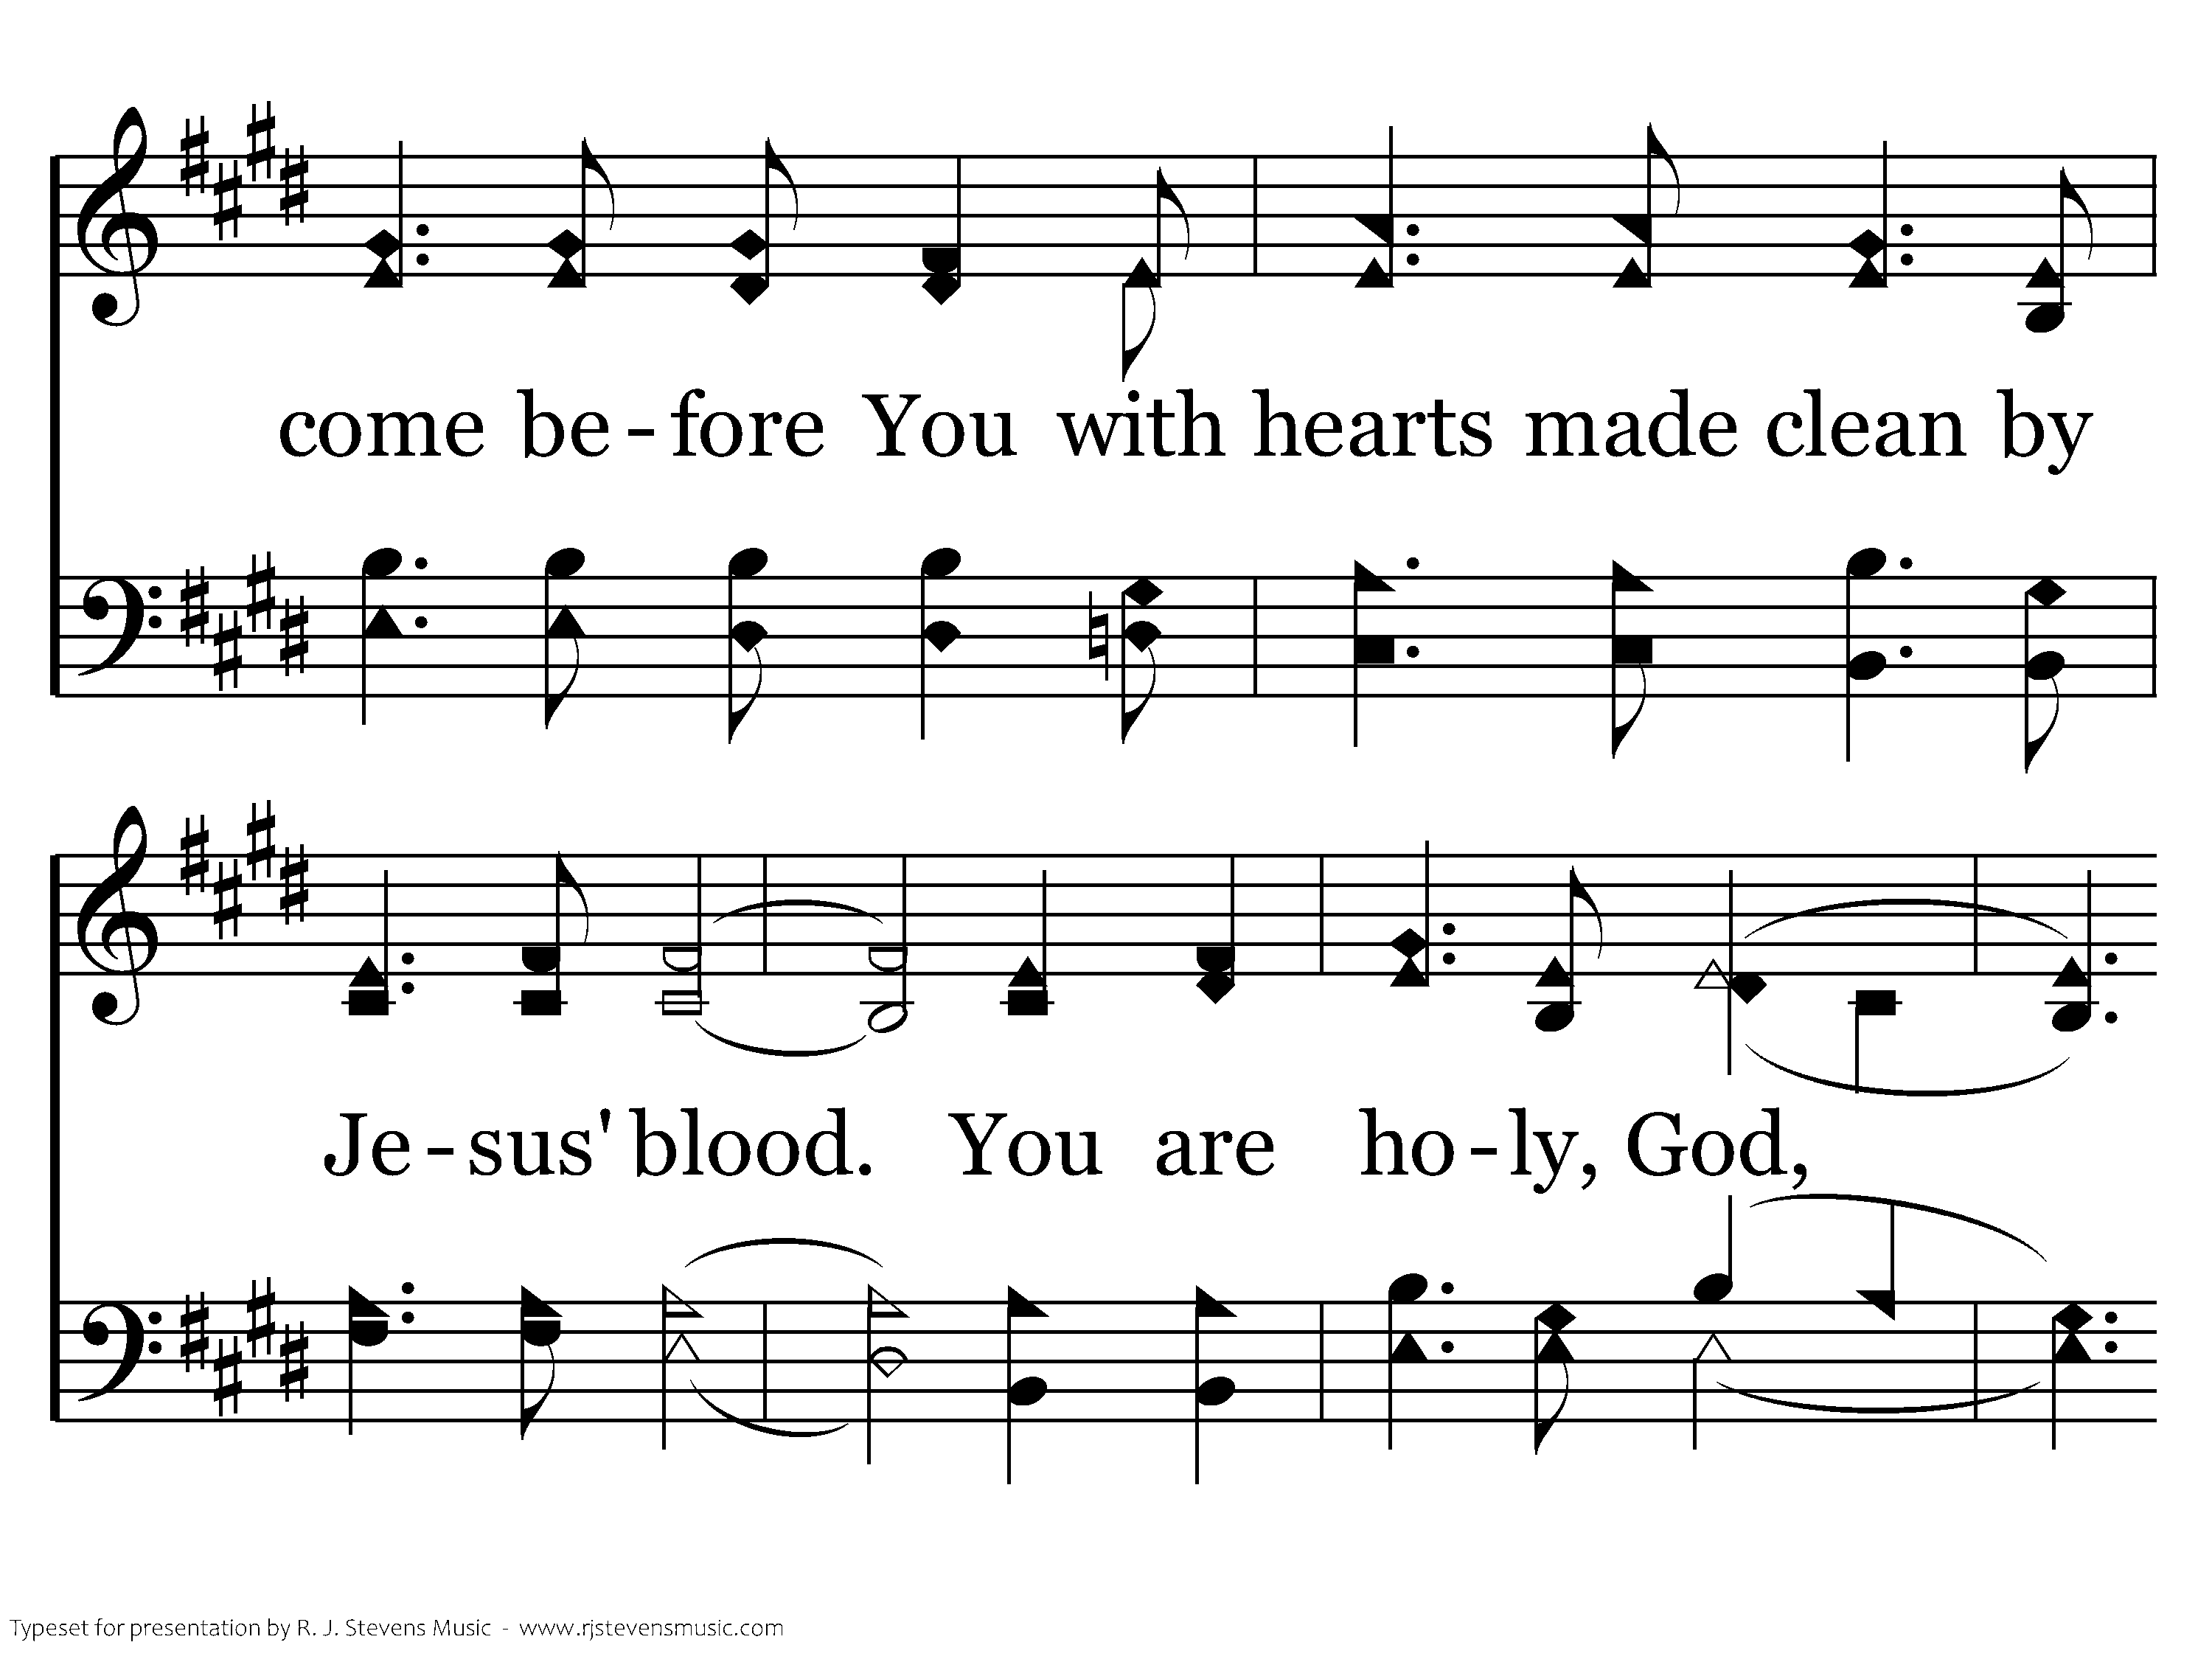 come be - fore You with hearts made clean by
Je - sus' blood. You are ho - ly, God,
Typeset for presentation by R. J. Stevens Music - www.rjstevensmusic.com